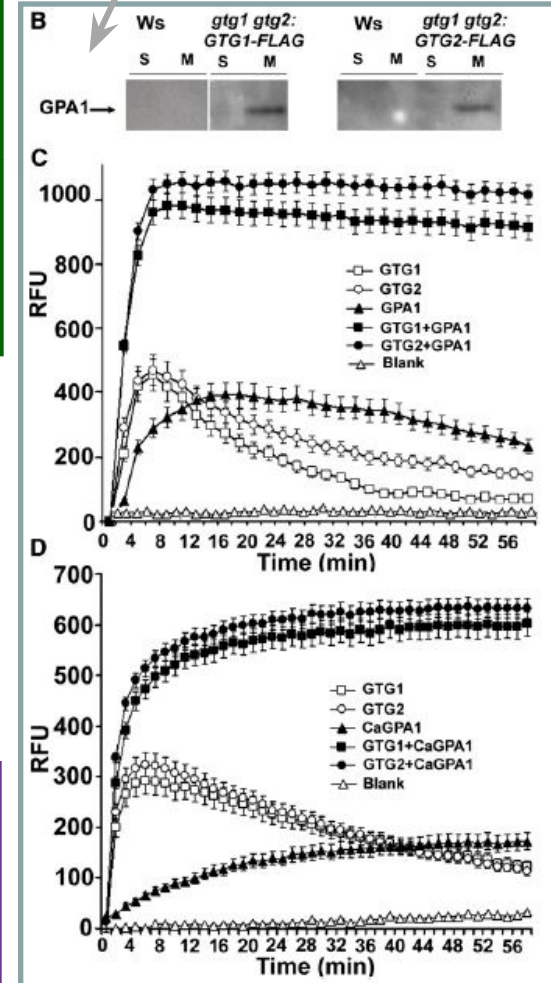 B
Ws
gtg1 gtg2:
GTG1-FLAG
S M S M
Ws
gtg1 gtg2:
GTG2-FLAG
S M S M
GPA1
C
RFU
1000
800
600
400
200
0
GTG1
GTG2
GPA1
GTG1+GPA1
GTG2+GPA1
Blank
0 4 8 12 16 20 24 28 32 36 40 44 48 52 56
Time (min)
D
RFU
700
600
500
400
300
200
100
0
GTG1
GTG2
CaGPA1
GTG1+CaGPA1
GTG2+CaGPA1
Blank
0 2 4 8 12 16 20 24 28 32 36 40 44 48 52 56
Time (min)